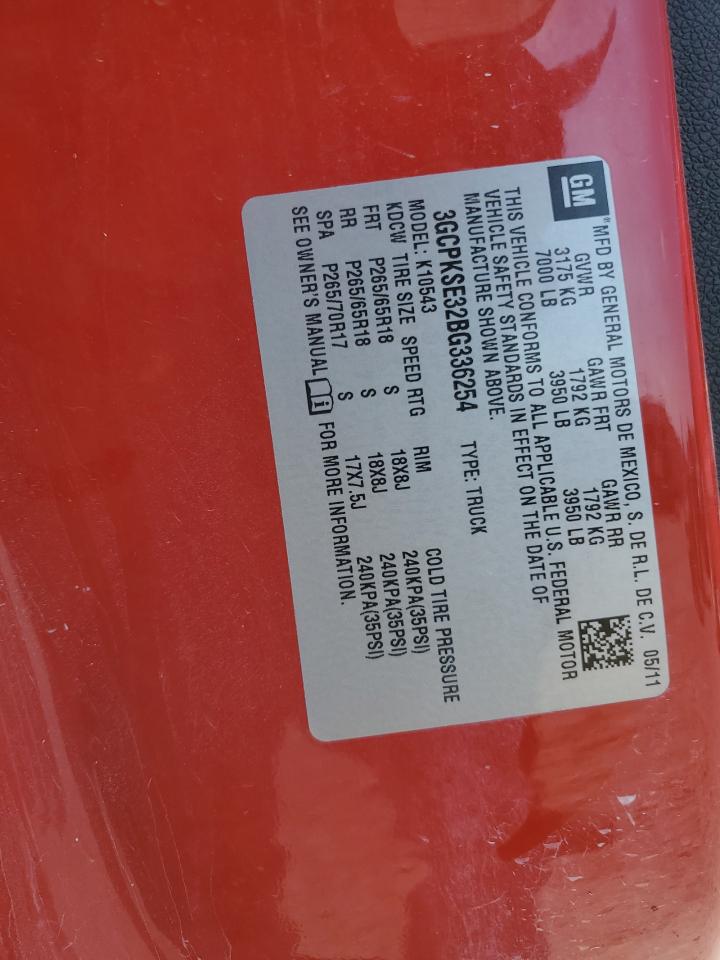 GM
® MFD BY GENERAL MOTORS DE MEXICO, S. DE R.L. DE C.V. 05/11
GVWR GAWR FRT GAWR RR
3175 KG 1792 KG 1792 KG
7000 LB 3950 LB 3950 LB
THIS VEHICLE CONFORMS TO ALL APPLICABLE U.S. FEDERAL MOTOR
VEHICLE SAFETY STANDARDS IN EFFECT ON THE DATE OF
MANUFACTURE SHOWN ABOVE.
3GCPKSE32BG336254 TYPE: TRUCK
MODEL: K10543
KDCW TIRE SIZE SPEED RTG RIM COLD TIRE PRESSURE
FRT P265/65R18 S 18X8J 240KPA(35PSI)
RR P265/65R18 S 18X8J 240KPA(35PSI)
SPA P265/70R17 S 17X7.5J 240KPA(35PSI)
SEE OWNER'S MANUAL FOR MORE INFORMATION.